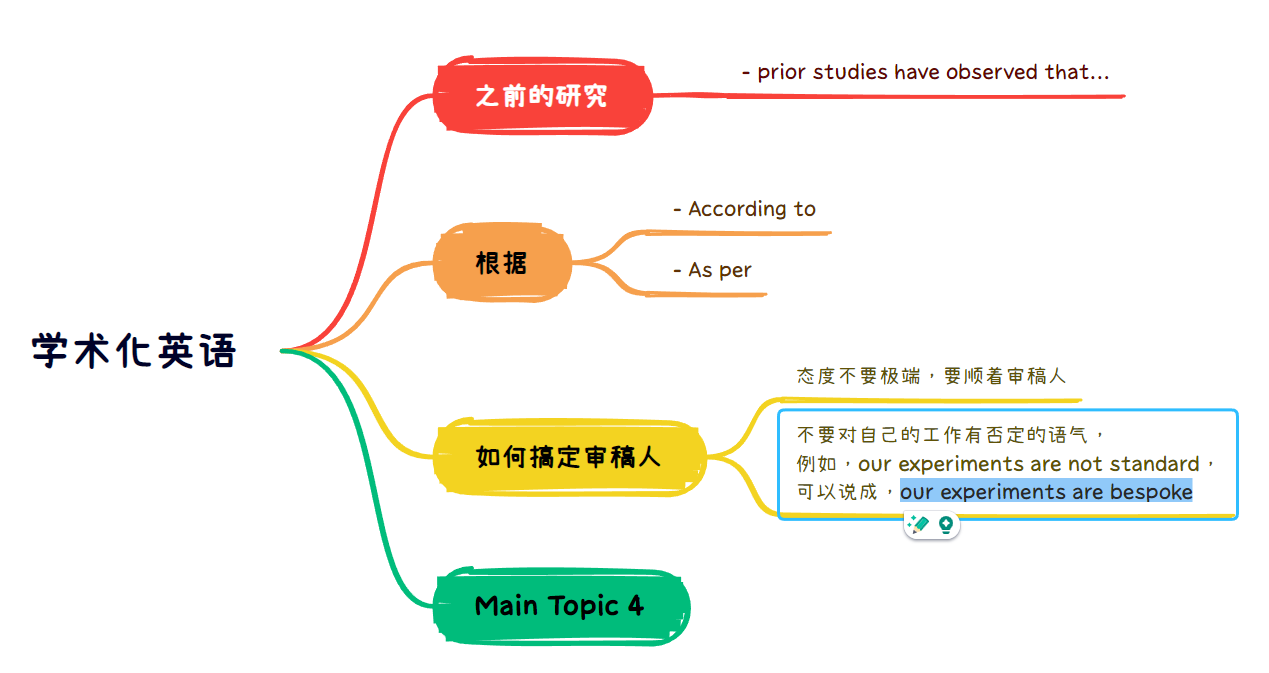 学术化英语
之前的研究
- prior studies have observed that...
根据
- According to
- As per
如何搞定审稿人
态度不要极端，要顺着审稿人
不要对自己的工作有否定的语气，
例如，our experiments are not standard，
可以说成，our experiments are bespoke
Main Topic 4